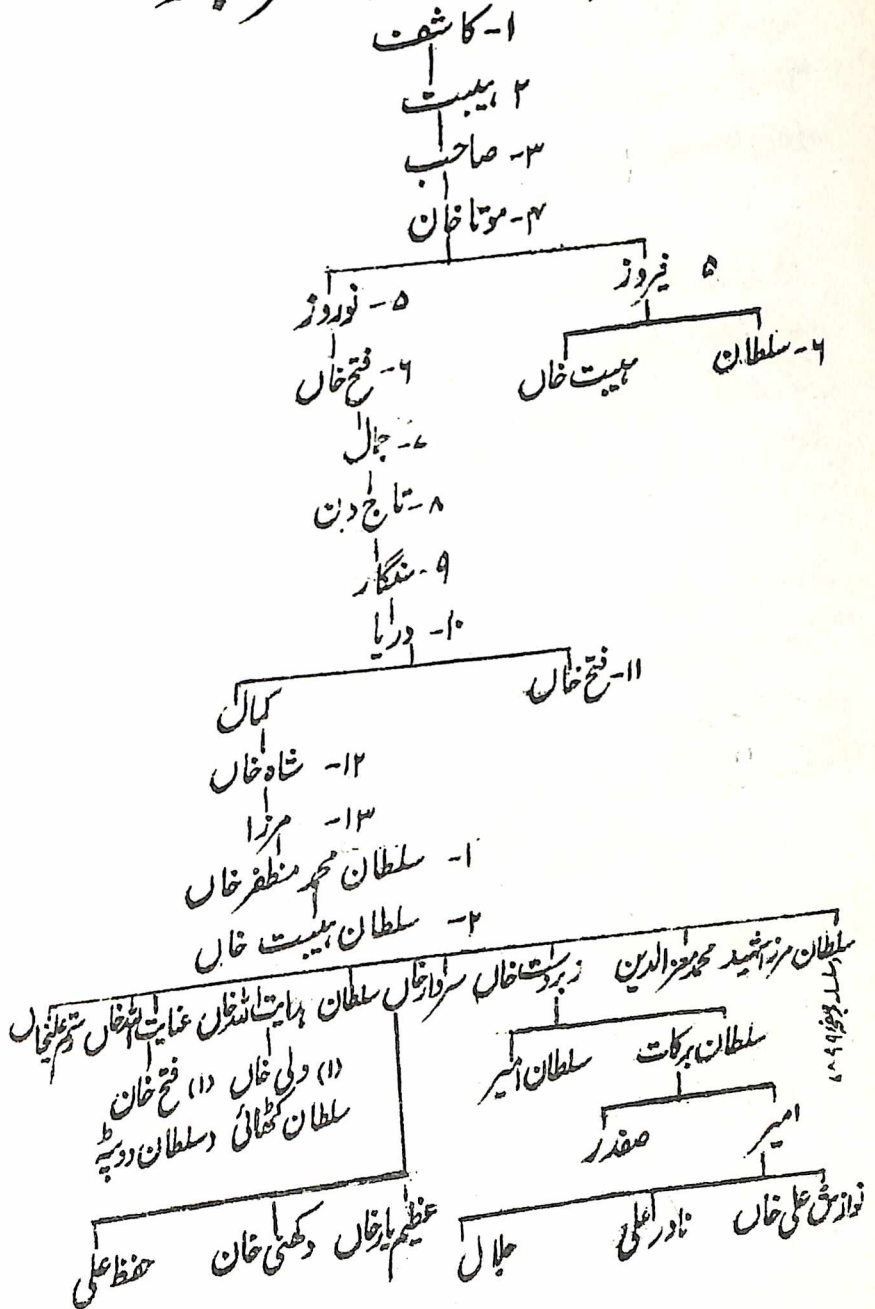 ۱- کاشف
۲ ہیبت
۳- صاحب
۴- موتا خان
۵ فیروز
۵- نوروز
۶- سلطان
ہیبت خاں
۶- فتح خاں
۷- جمال
۸- تاج دین
۹- سنگار
۱۰- دریا
۱۱- فتح خاں
کمال
۱۲- شاہ خاں
۱۳- مرزا
۱- سلطان محمد مظفر خاں
۲- سلطان ہیبت خاں
سلطان مرزا شہید محمد معز الدین زبردست خاں سردار خاں سلطان ہدایت اللہ خاں عنایت اللہ خاں رستم علیخاں
سلطان برکات سلطان امیر
(۱) ولی خاں (۱) فتح خان
سلطان کٹھائی (سلطان دوپٹہ
امیر صفدر
نوازش علی خاں نادر علی جلال عظیم یار خاں دکھنی خان حفظ علی